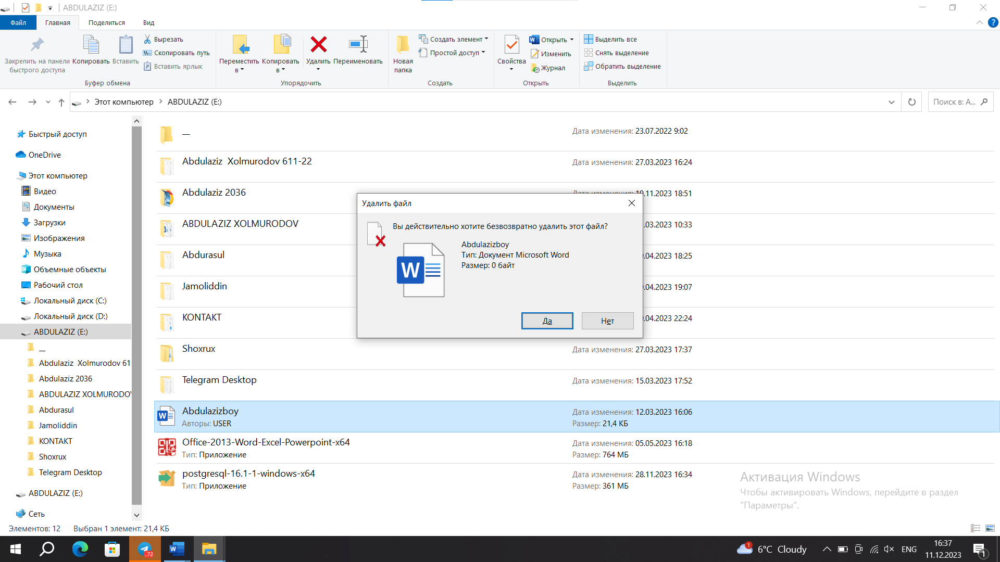 ABDULAZIZ (E:)
Файл Главная Поделиться Вид
Закрепить на панели быстрого доступа
Копировать
Вставить
Вырезать
Скопировать путь
Вставить ярлык
Буфер обмена
Переместить в
Копировать в
Удалить
Переименовать
Упорядочить
Новая папка
Создать элемент
Простой доступ
Создать
Свойства
Открыть
Изменить
Журнал
Открыть
Выделить все
Снять выделение
Обратить выделение
Выделить
Этот компьютер > ABDULAZIZ (E:)
Поиск в: A...
Быстрый доступ
OneDrive
Этот компьютер
Видео
Документы
Загрузки
Изображения
Музыка
Объемные объекты
Рабочий стол
Локальный диск (C:)
Локальный диск (D:)
ABDULAZIZ (E:)
__
Abdulaziz  Xolmurodov 61
Abdulaziz 2036
ABDULAZIZ XOLMURODO
Abdurasul
Jamoliddin
KONTAKT
Shoxrux
Telegram Desktop
ABDULAZIZ (E:)
Сеть
__ Дата изменения: 23.07.2022 9:02
Abdulaziz  Xolmurodov 611-22 Дата изменения: 27.03.2023 16:24
Abdulaziz 2036 Дата изменения: 19.11.2023 18:51
ABDULAZIZ XOLMURODOV .03.2023 10:33
Abdurasul .04.2023 18:25
Jamoliddin .04.2023 19:07
KONTAKT .04.2023 22:24
Shoxrux Дата изменения: 27.03.2023 17:37
Telegram Desktop Дата изменения: 15.03.2023 17:52
Abdulazizboy Дата изменения: 12.03.2023 16:06
Авторы: USER Размер: 21,4 КБ
Office-2013-Word-Excel-Powerpoint-x64 Дата изменения: 05.05.2023 16:18
Тип: Приложение Размер: 764 МБ
postgresql-16.1-1-windows-x64 Дата изменения: 28.11.2023 16:34
Тип: Приложение Размер: 361 МБ
Удалить файл
Вы действительно хотите безвозвратно удалить этот файл?
Abdulazizboy
Тип: Документ Microsoft Word
Размер: 0 байт
W
Да Нет
Активация Windows
Чтобы активировать Windows, перейдите в раздел
"Параметры".
Элементов: 12 Выбран 1 элемент: 21,4 КБ
..72
1
6°C Cloudy
ENG
16:37
11.12.2023
1